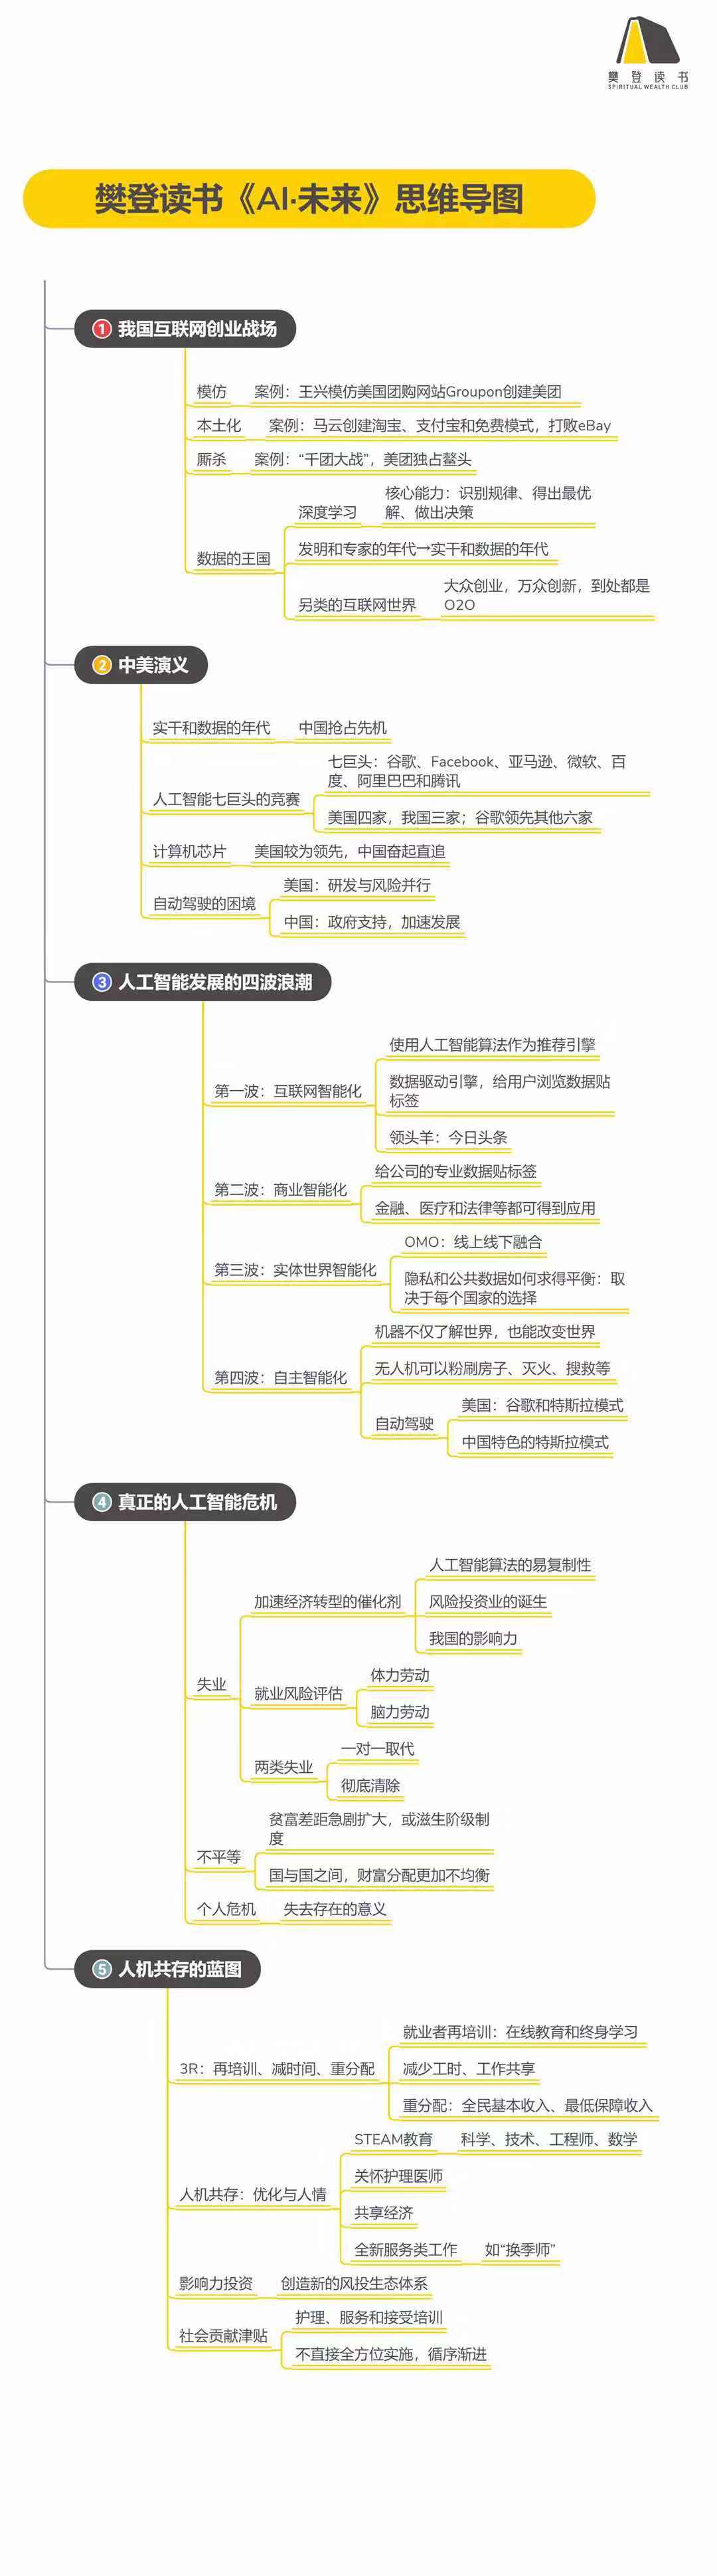 樊登读书
SPIRITUAL WEALTH CLUB
樊登读书《AI·未来》思维导图
1 我国互联网创业战场
模仿
案例：王兴模仿美国团购网站Groupon创建美团
本土化
案例：马云创建淘宝、支付宝和免费模式，打败eBay
厮杀
案例：“千团大战”，美团独占鳌头
数据的王国
深度学习
核心能力：识别规律、得出最优
解、做出决策
发明和专家的年代→实干和数据的年代
另类的互联网世界
大众创业，万众创新，到处都是
O2O
2 中美演义
实干和数据的年代
中国抢占先机
人工智能七巨头的竞赛
七巨头：谷歌、Facebook、亚马逊、微软、百
度、阿里巴巴和腾讯
美国四家，我国三家；谷歌领先其他六家
计算机芯片
美国较为领先，中国奋起直追
自动驾驶的困境
美国：研发与风险并行
中国：政府支持，加速发展
3 人工智能发展的四波浪潮
第一波：互联网智能化
使用人工智能算法作为推荐引擎
数据驱动引擎，给用户浏览数据贴
标签
领头羊：今日头条
第二波：商业智能化
给公司的专业数据贴标签
金融、医疗和法律等都可得到应用
第三波：实体世界智能化
OMO：线上线下融合
隐私和公共数据如何求得平衡：取
决于每个国家的选择
第四波：自主智能化
机器不仅了解世界，也能改变世界
无人机可以粉刷房子、灭火、搜救等
自动驾驶
美国：谷歌和特斯拉模式
中国特色的特斯拉模式
4 真正的人工智能危机
失业
加速经济转型的催化剂
人工智能算法的易复制性
风险投资业的诞生
我国的影响力
就业风险评估
体力劳动
脑力劳动
两类失业
一对一取代
彻底清除
不平等
贫富差距急剧扩大，或滋生阶级制
度
国与国之间，财富分配更加不均衡
个人危机
失去存在的意义
5 人机共存的蓝图
3R：再培训、减时间、重分配
就业者再培训：在线教育和终身学习
减少工时、工作共享
重分配：全民基本收入、最低保障收入
人机共存：优化与人情
STEAM教育
科学、技术、工程师、数学
关怀护理医师
共享经济
全新服务类工作
如“换季师”
影响力投资
创造新的风投生态体系
社会贡献津贴
护理、服务和接受培训
不直接全方位实施，循序渐进